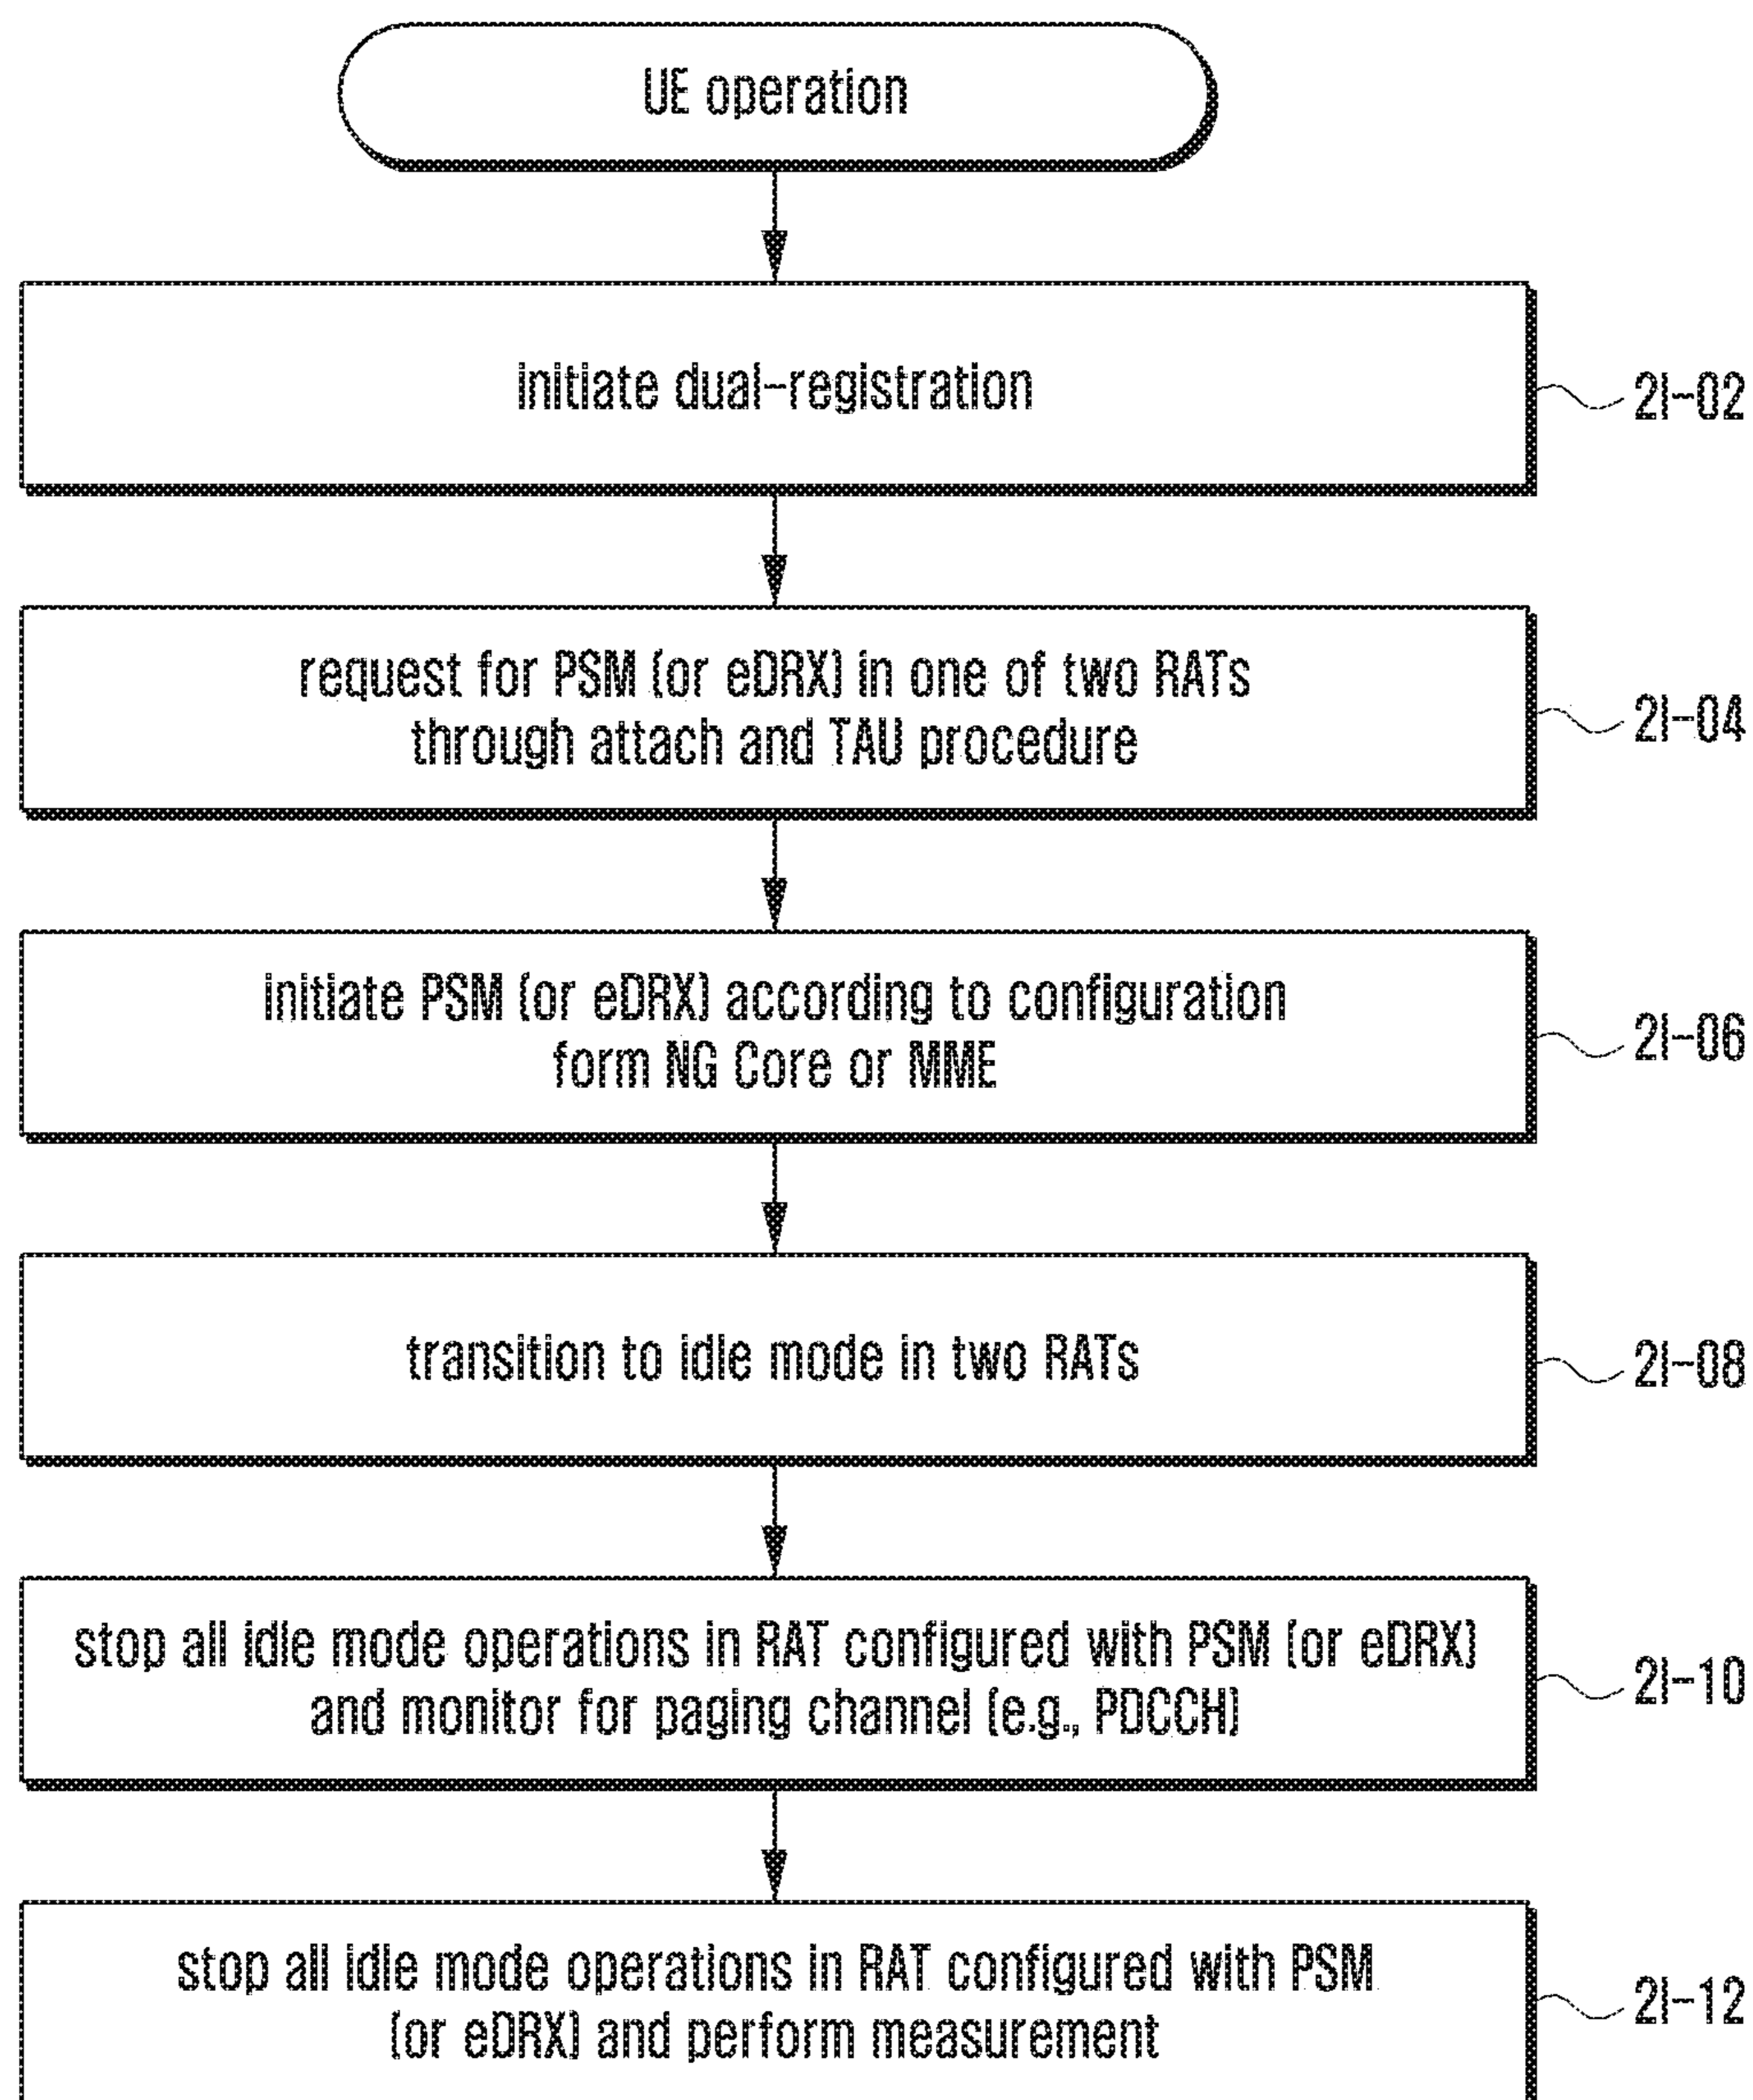 UE operation
initiate dual-registration
2I-02
request for PSM (or eDRX) in one of two RATs
through attach and TAU procedure
2I-04
initiate PSM (or eDRX) according to configuration
form NG Core or MME
2I-06
transition to idle mode in two RATs
2I-08
stop all idle mode operations in RAT configured with PSM (or eDRX)
and monitor for paging channel (e.g., PDCCH)
2I-10
stop all idle mode operations in RAT configured with PSM
(or eDRX) and perform measurement
2I-12